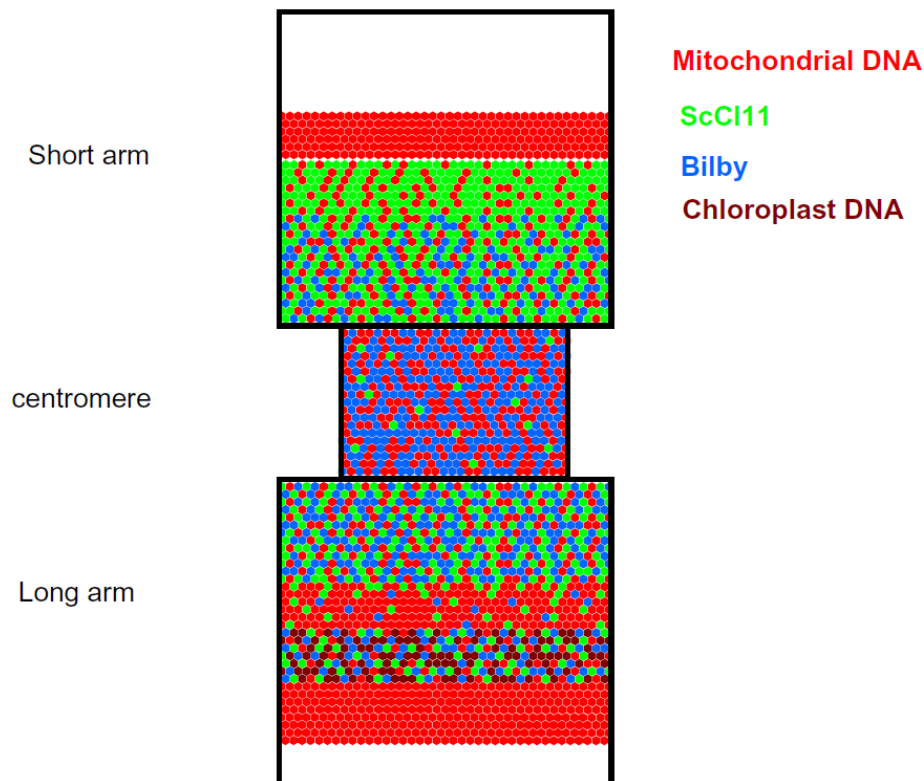 Mitochondrial DNA
ScCl11
Short arm
Bilby
Chloroplast DNA
centromere
Long arm